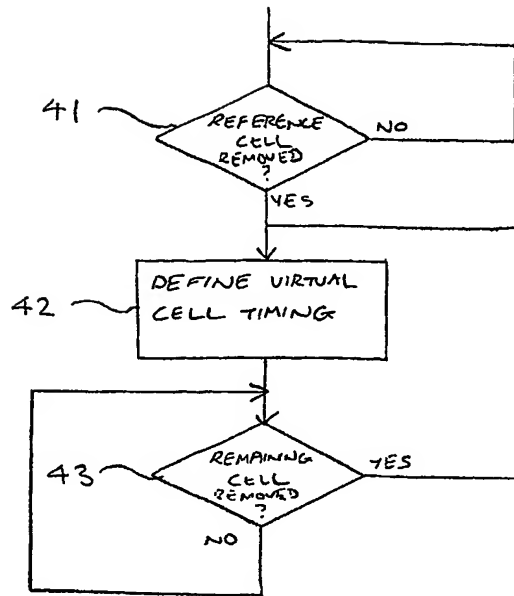 41
REFERENCE
CELL
REMOVED
?
NO
YES
42
DEFINE VIRTUAL
CELL TIMING
43
REMAINING
CELL
REMOVED
?
YES
NO